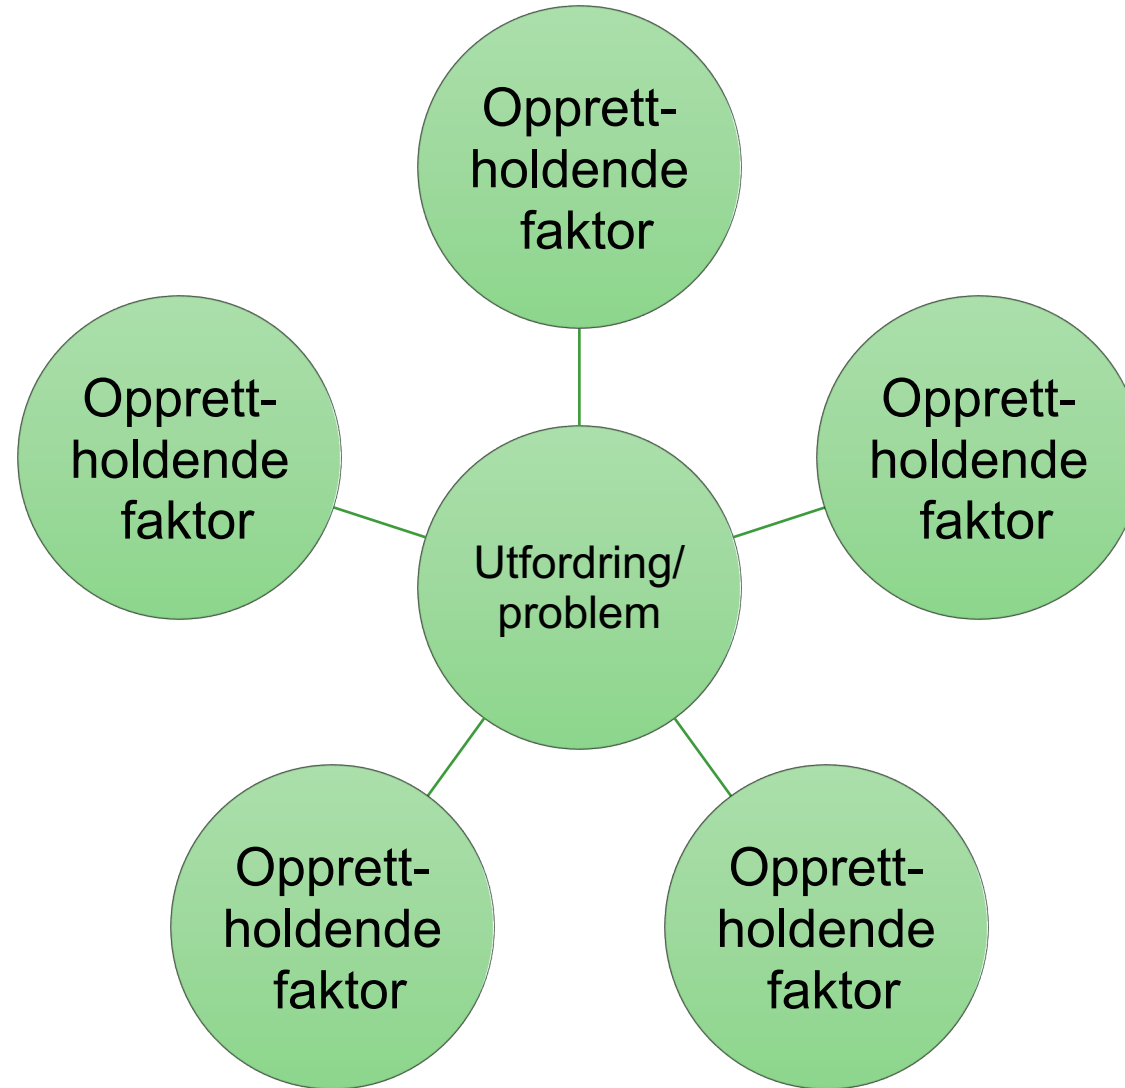 Opprett-
holdende
faktor
Opprett-
holdende
faktor
Opprett-
holdende
faktor
Utfordring/
problem
Opprett-
holdende
faktor
Opprett-
holdende
faktor